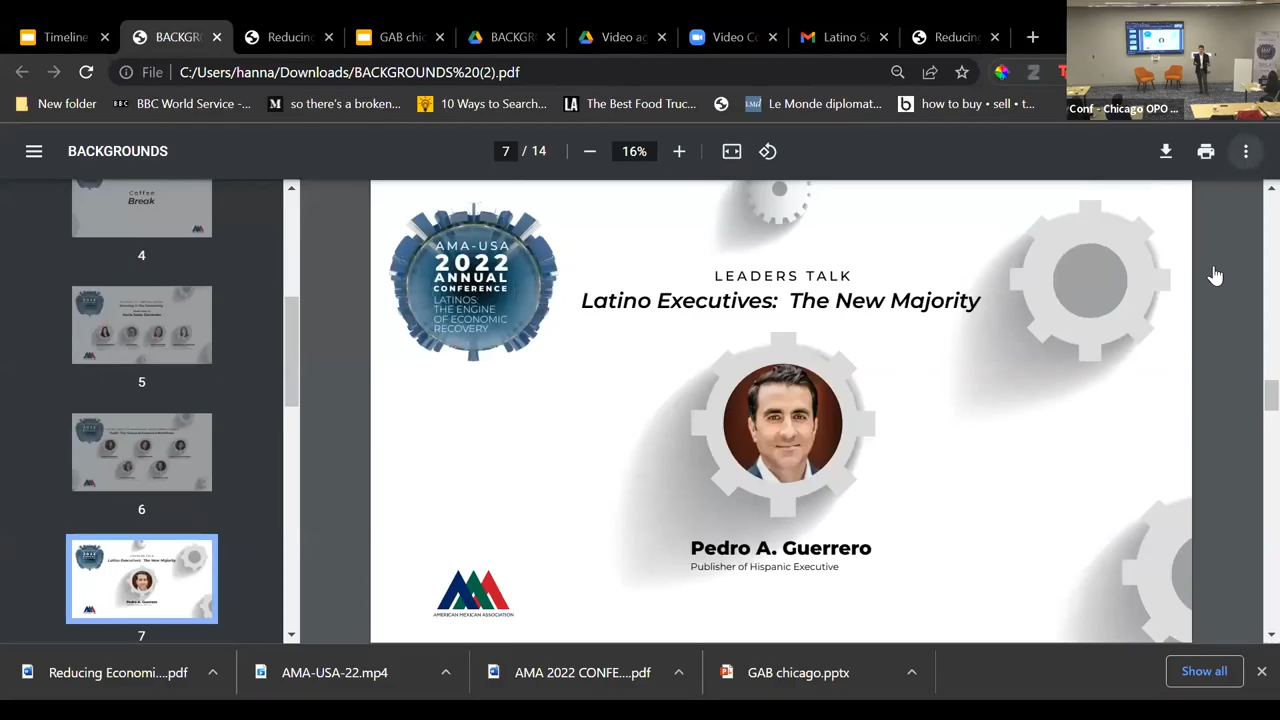 Timeline
BACKGR
Reducin
GAB chic
BACKGR
Video ag
Video Co
Latino Se
Reducin
File
C:/Users/hanna/Downloads/BACKGROUNDS%20(2).pdf
New folder
BBC World Service -...
so there's a broken...
10 Ways to Search...
The Best Food Truc...
Le Monde diplomat...
how to buy • sell • t...
Conf - Chicago OPO ...
BACKGROUNDS
7 / 14
16%
Coffee
Break
4
5
6
7
AMA-USA
2022
ANNUAL
CONFERENCE
LATINOS:
THE ENGINE
OF ECONOMIC
RECOVERY
LEADERS TALK
Latino Executives: The New Majority
Pedro A. Guerrero
Publisher of Hispanic Executive
AMERICAN MEXICAN ASSOCIATION
Reducing Economi....pdf
AMA-USA-22.mp4
AMA 2022 CONFE....pdf
GAB chicago.pptx
Show all